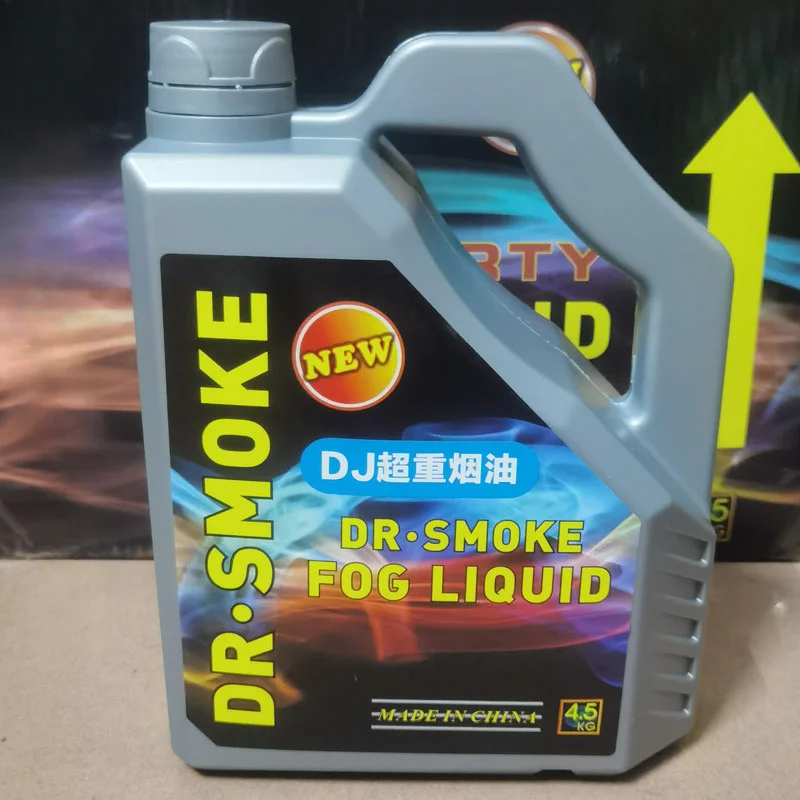 DR·SMOKE
NEW
DJ超重烟油
DR·SMOKE
FOG LIQUID
MADE IN CHINA
4.5
KG